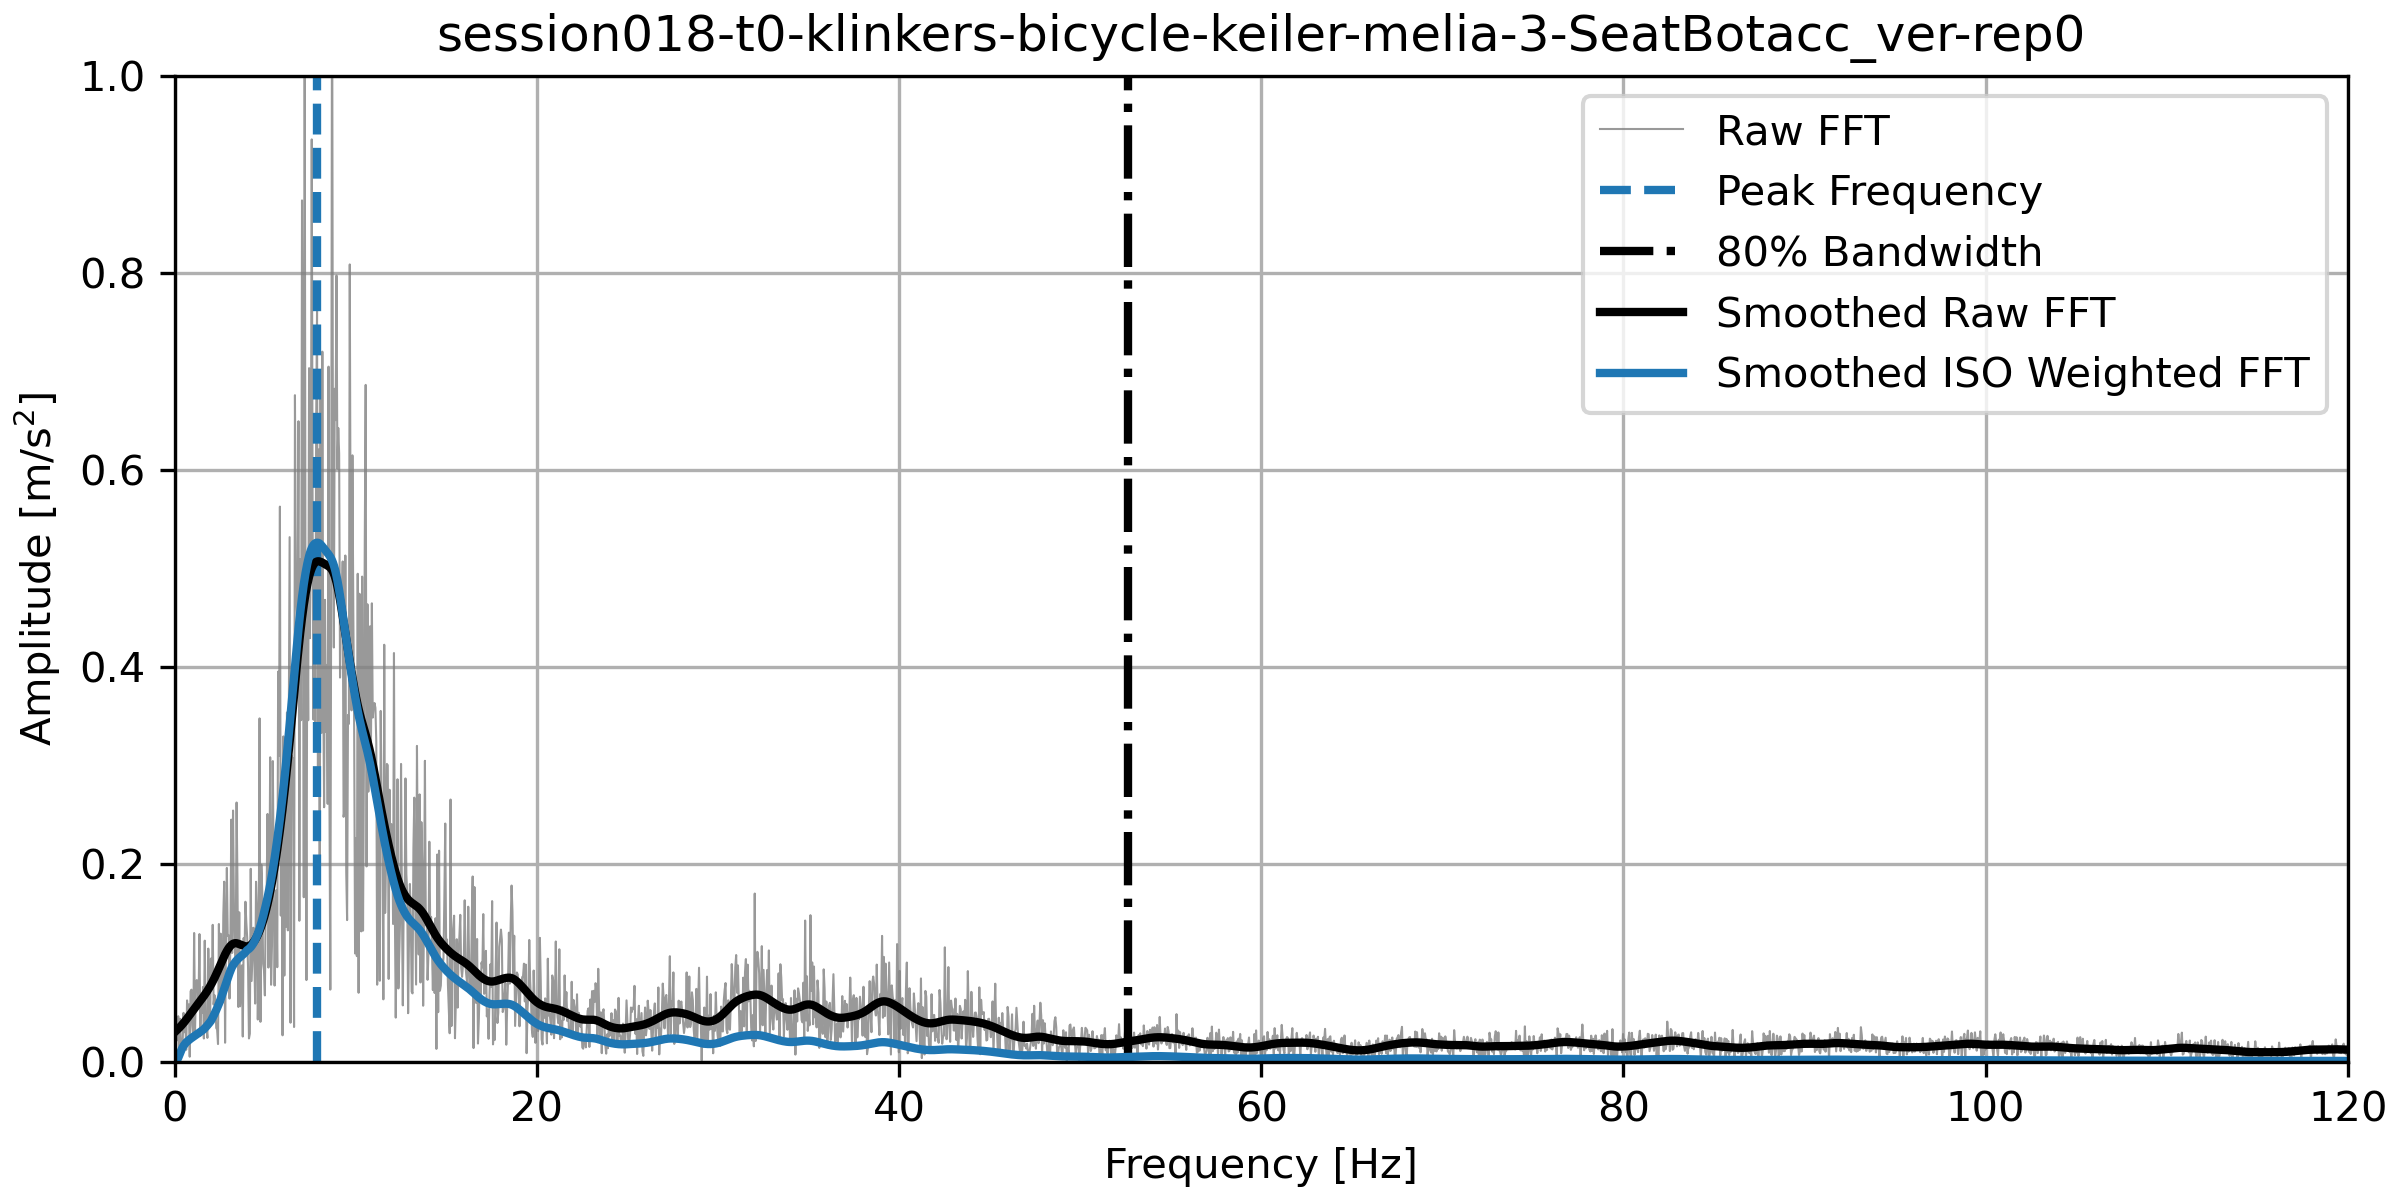 session018-t0-klinkers-bicycle-keiler-melia-3-SeatBotacc_ver-rep0
1.0
0.8
0.6
0.4
0.2
0.0
Amplitude [m/s²]
Raw FFT
Peak Frequency
80% Bandwidth
Smoothed Raw FFT
Smoothed ISO Weighted FFT
0 20 40 60 80 100 120
Frequency [Hz]